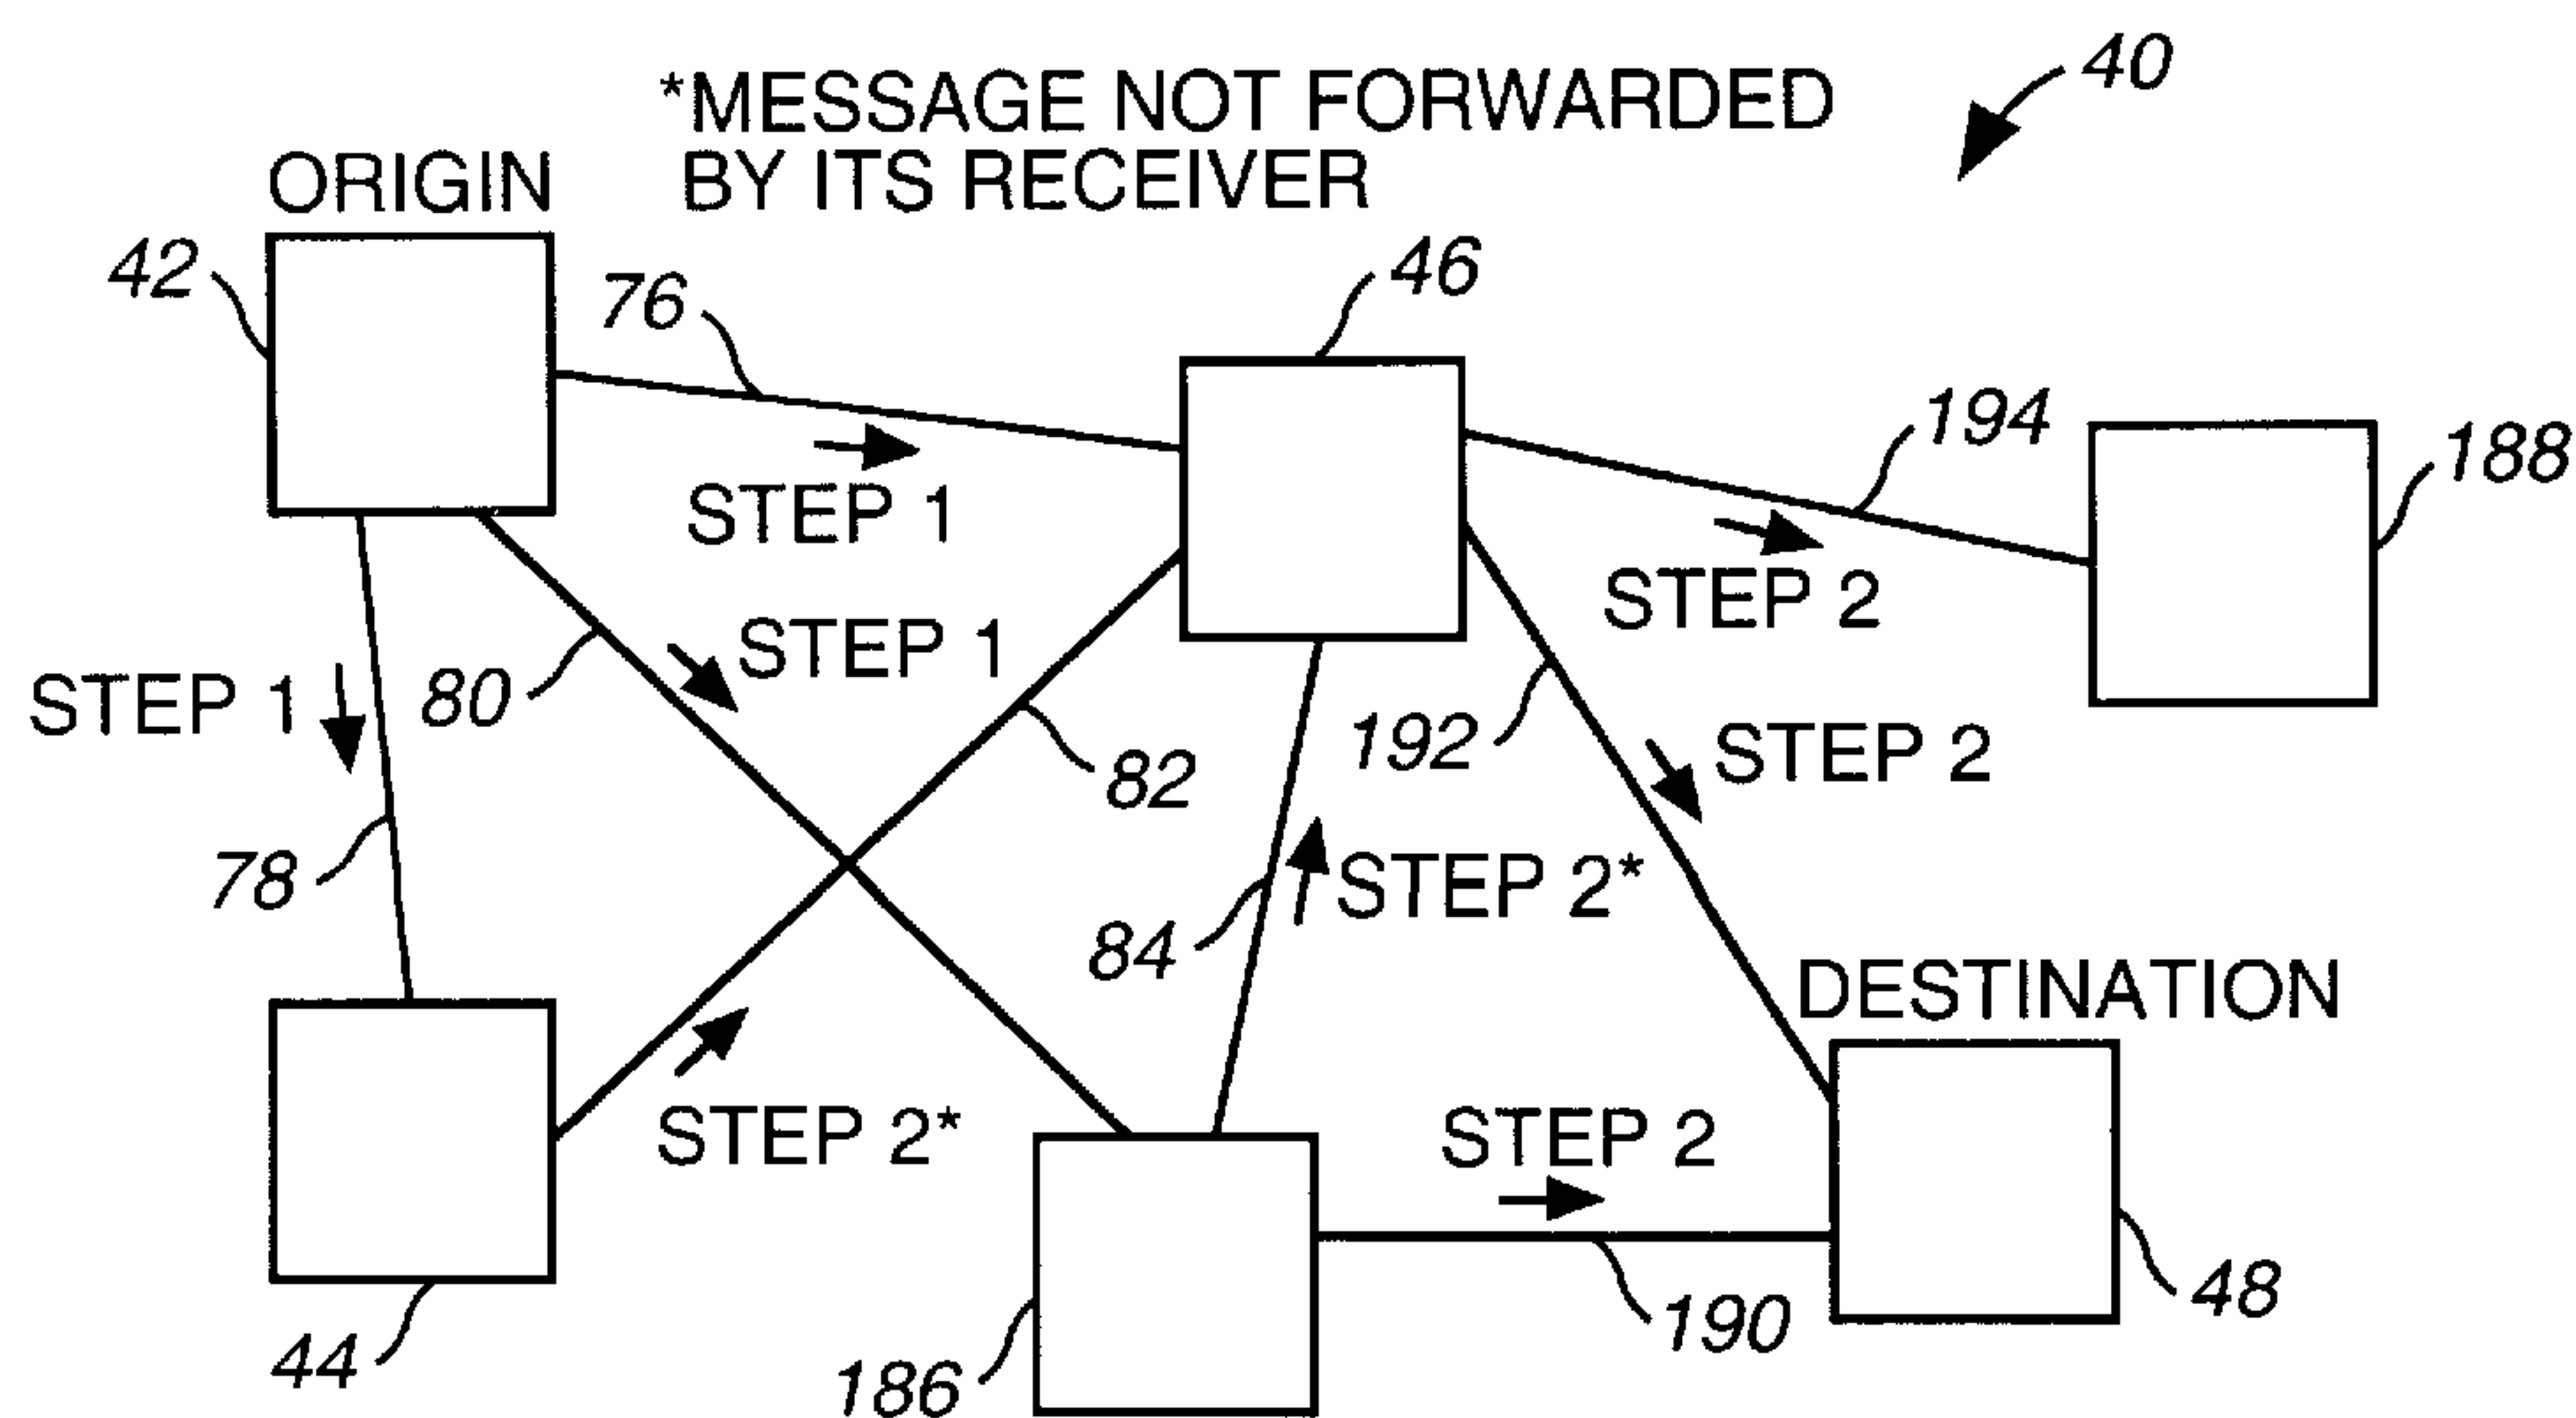 40
*MESSAGE NOT FORWARDED
BY ITS RECEIVER
ORIGIN
42
76
46
194
188
STEP 1
STEP 2
STEP 1
STEP 1
80
82
192
STEP 2
78
84
STEP 2*
DESTINATION
STEP 2*
STEP 2
44
186
190
48